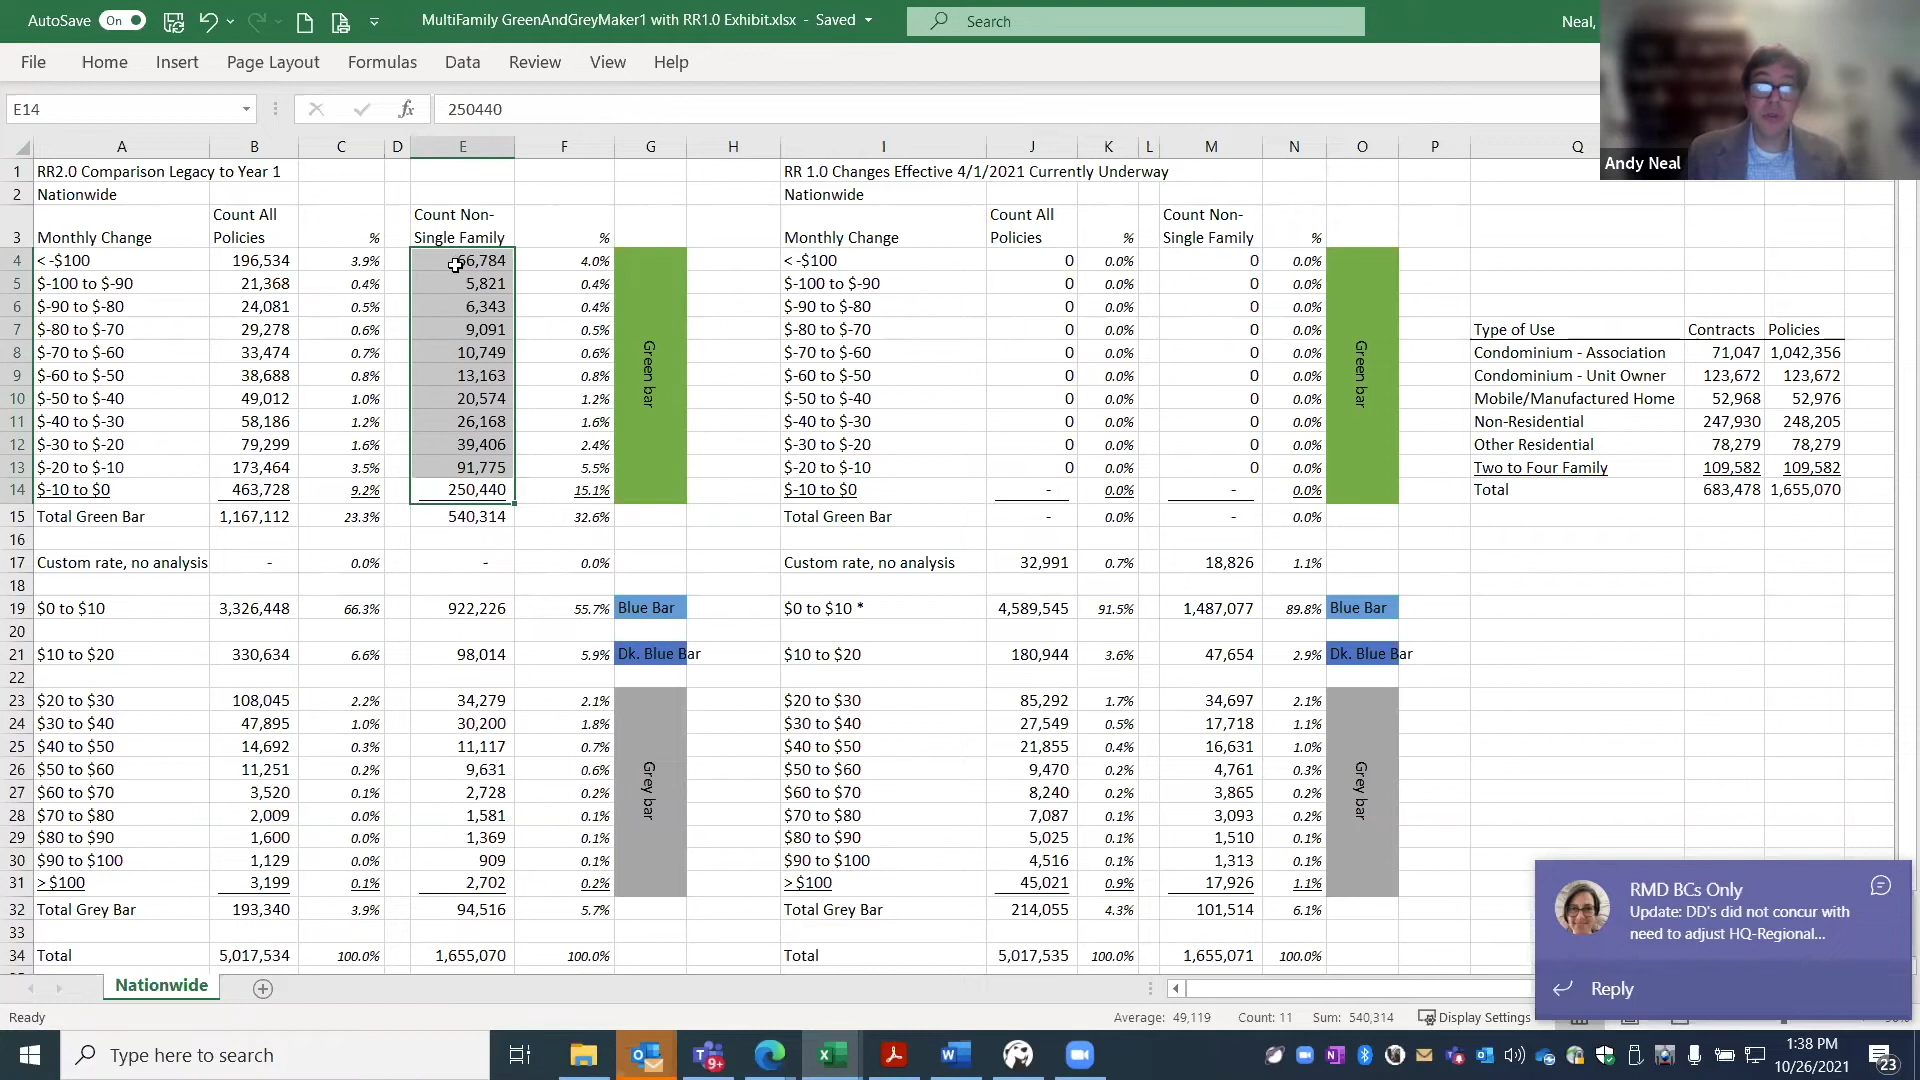 AutoSave On MultiFamily GreenAndGreyMaker1 with RR1.0 Exhibit.xlsx - Saved Search Neal,
File Home Insert Page Layout Formulas Data Review View Help
E14 fx 250440
Andy Neal
A B C D E F G H I J K L M N O P Q
1 RR2.0 Comparison Legacy to Year 1 RR 1.0 Changes Effective 4/1/2021 Currently Underway
2 Nationwide Nationwide
Count All Count Non- Count All Count Non-
3 Monthly Change Policies % Single Family % Monthly Change Policies % Single Family %
4 < -$100 196,534 3.9% 66,784 4.0% < -$100 0 0.0% 0 0.0%
5 $-100 to $-90 21,368 0.4% 5,821 0.4% $-100 to $-90 0 0.0% 0 0.0%
6 $-90 to $-80 24,081 0.5% 6,343 0.4% $-90 to $-80 0 0.0% 0 0.0%
7 $-80 to $-70 29,278 0.6% 9,091 0.5% $-80 to $-70 0 0.0% 0 0.0% Type of Use Contracts Policies
8 $-70 to $-60 33,474 0.7% 10,749 0.6% Green bar $-70 to $-60 0 0.0% 0 0.0% Green bar Condominium - Association 71,047 1,042,356
9 $-60 to $-50 38,688 0.8% 13,163 0.8% $-60 to $-50 0 0.0% 0 0.0% Condominium - Unit Owner 123,672 123,672
10 $-50 to $-40 49,012 1.0% 20,574 1.2% $-50 to $-40 0 0.0% 0 0.0% Mobile/Manufactured Home 52,968 52,976
11 $-40 to $-30 58,186 1.2% 26,168 1.6% $-40 to $-30 0 0.0% 0 0.0% Non-Residential 247,930 248,205
12 $-30 to $-20 79,299 1.6% 39,406 2.4% $-30 to $-20 0 0.0% 0 0.0% Other Residential 78,279 78,279
13 $-20 to $-10 173,464 3.5% 91,775 5.5% $-20 to $-10 0 0.0% 0 0.0% Two to Four Family 109,582 109,582
14 $-10 to $0 463,728 9.2% 250,440 15.1% $-10 to $0 - 0.0% - 0.0% Total 683,478 1,655,070
15 Total Green Bar 1,167,112 23.3% 540,314 32.6% Total Green Bar - 0.0% - 0.0%
16
17 Custom rate, no analysis - 0.0% - 0.0% Custom rate, no analysis 32,991 0.7% 18,826 1.1%
18
19 $0 to $10 3,326,448 66.3% 922,226 55.7% Blue Bar $0 to $10 * 4,589,545 91.5% 1,487,077 89.8% Blue Bar
20
21 $10 to $20 330,634 6.6% 98,014 5.9% Dk. Blue Bar $10 to $20 180,944 3.6% 47,654 2.9% Dk. Blue Bar
22
23 $20 to $30 108,045 2.2% 34,279 2.1% $20 to $30 85,292 1.7% 34,697 2.1%
24 $30 to $40 47,895 1.0% 30,200 1.8% $30 to $40 27,549 0.5% 17,718 1.1%
25 $40 to $50 14,692 0.3% 11,117 0.7% $40 to $50 21,855 0.4% 16,631 1.0%
26 $50 to $60 11,251 0.2% 9,631 0.6% Grey bar $50 to $60 9,470 0.2% 4,761 0.3% Grey bar
27 $60 to $70 3,520 0.1% 2,728 0.2% $60 to $70 8,240 0.2% 3,865 0.2%
28 $70 to $80 2,009 0.0% 1,581 0.1% $70 to $80 7,087 0.1% 3,093 0.2%
29 $80 to $90 1,600 0.0% 1,369 0.1% $80 to $90 5,025 0.1% 1,510 0.1%
30 $90 to $100 1,129 0.0% 909 0.1% $90 to $100 4,516 0.1% 1,313 0.1%
31 > $100 3,199 0.1% 2,702 0.2% > $100 45,021 0.9% 17,926 1.1%
32 Total Grey Bar 193,340 3.9% 94,516 5.7% Total Grey Bar 214,055 4.3% 101,514 6.1%
33
34 Total 5,017,534 100.0% 1,655,070 100.0% Total 5,017,535 100.0% 1,655,071 100.0%
RMD BCs Only
Update: DD's did not concur with
need to adjust HQ-Regional...
Reply
Nationwide
Ready Average: 49,119 Count: 11 Sum: 540,314 Display Settings
Type here to search 9+ 1:38 PM
10/26/2021 23